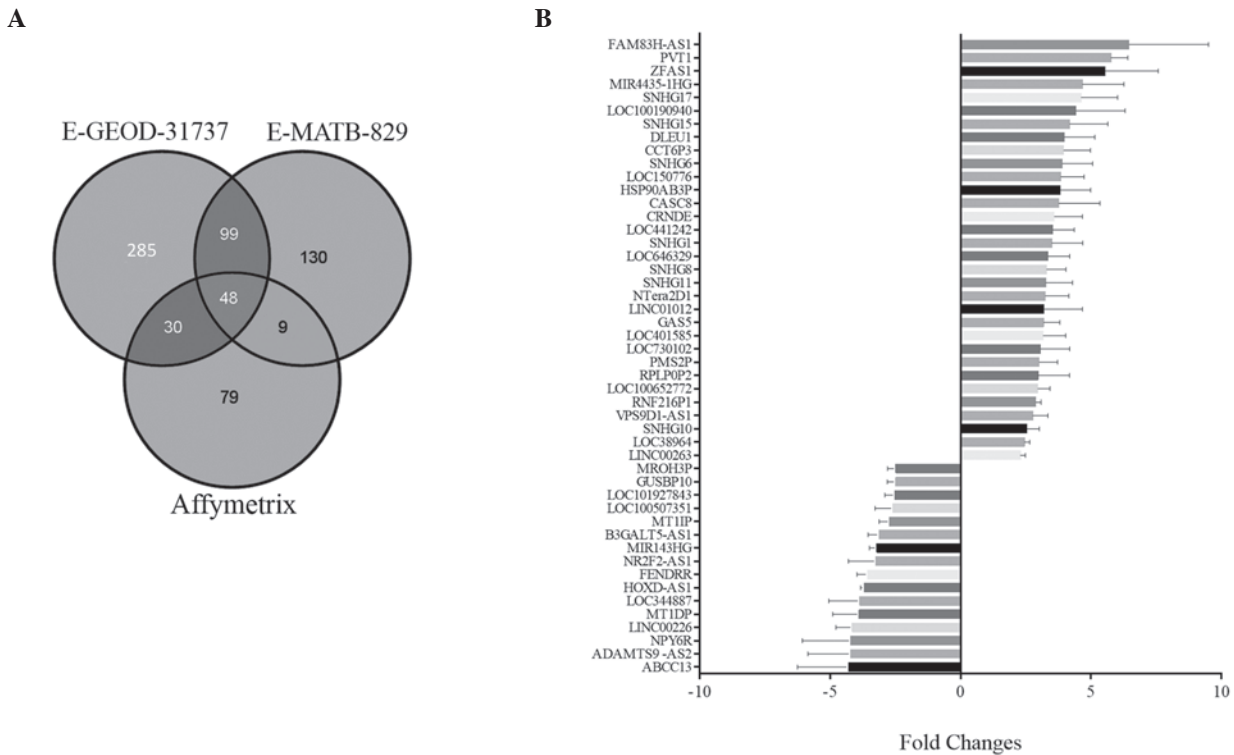 A
B
E-GEOD-31737
E-MATB-829
285
99
130
48
30
9
79
Affymetrix
FAM83H-AS1
PVT1
ZFAS1
MIR4435-1HG
SNHG17
LOC100190940
SNHG15
DLEU1
CCT6P3
SNHG6
LOC150776
HSP90AB3P
CASC8
CRNDE
LOC441242
SNHG1
LOC646329
SNHG8
SNHG11
NTera2D1
LINC01012
GAS5
LOC401585
LOC730102
PMS2P
RPLP0P2
LOC100652772
RNF216P1
VPS9D1-AS1
SNHG10
LOC38964
LINC00263
MROH3P
GUSBP10
LOC101927843
LOC100507351
MT1IP
B3GALT5-AS1
MIR143HG
NR2F2-AS1
FENDRR
HOXD-AS1
LOC344887
MT1DP
LINC00226
NPY6R
ADAMTS9 -AS2
ABCC13
-10 -5 0 5 10
Fold Changes